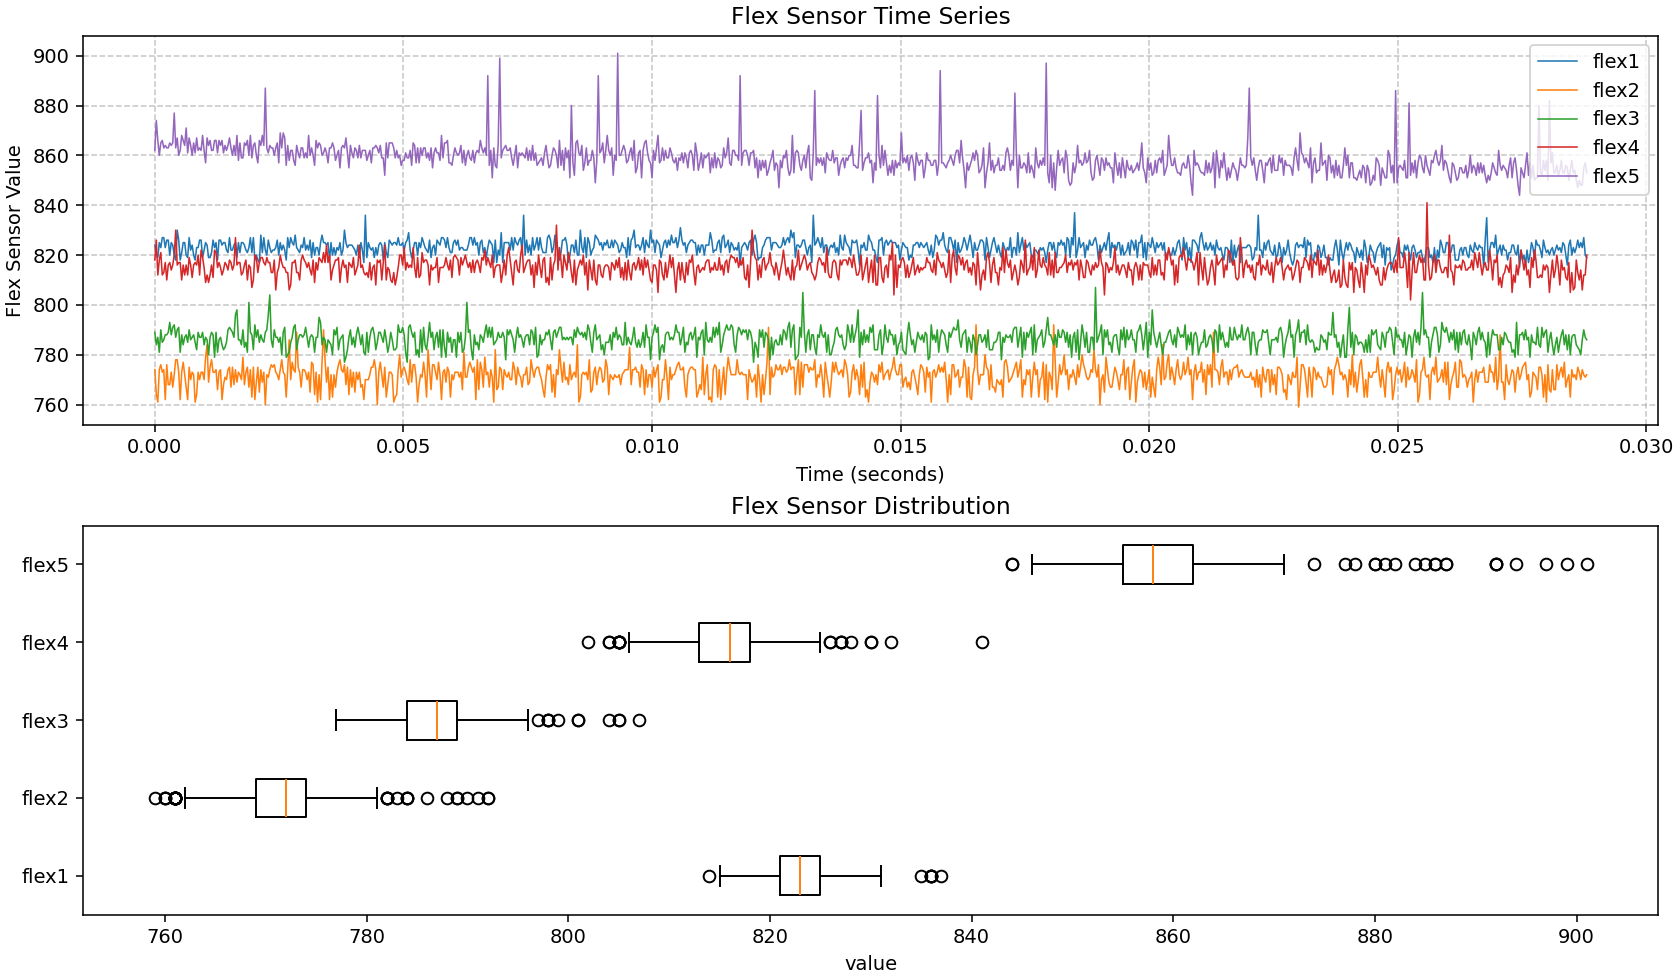 Flex Sensor Time Series
Flex Sensor Value
900
880
860
840
820
800
780
760
flex1
flex2
flex3
flex4
flex5
0.000
0.005
0.010
0.015
0.020
0.025
0.030
Time (seconds)
Flex Sensor Distribution
flex5
flex4
flex3
flex2
flex1
760
780
800
820
840
860
880
900
value